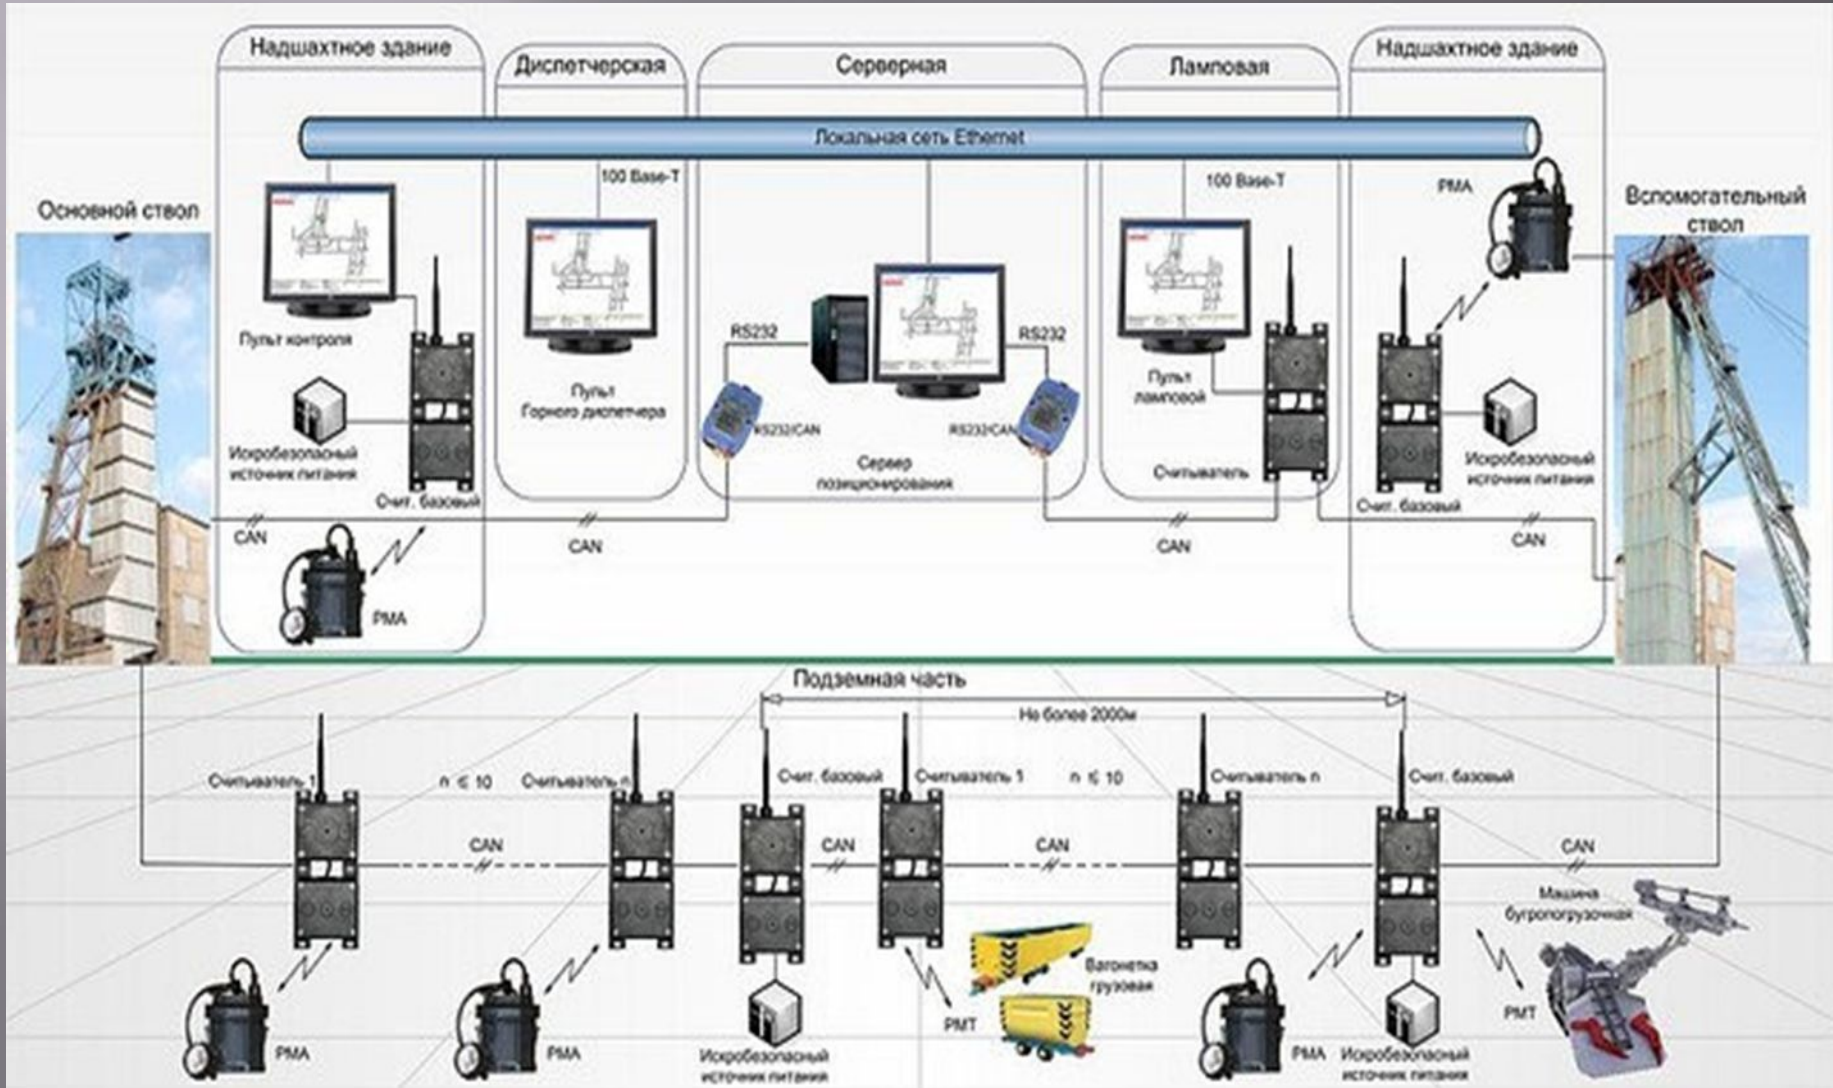 Надшахтное здание
Диспетчерская
Серверная
Ламповая
Надшахтное здание
Локальная сеть Ethernet
100 Base-T
100 Base-T
РМА
Основной ствол
Вспомогательный
ствол
Пульт контроля
RS232
RS232
Пульт
Горного диспетчера
Пульт
ламповой
RS232/CAN
RS232/CAN
Искробезопасный
источник питания
Сервер
позиционирования
Считыватель
Искробезопасный
источник питания
Счит. базовый
Счит. базовый
CAN
CAN
CAN
CAN
РМА
Подземная часть
Не более 2000м
Считыватель 1
n ≤ 10
Считыватель n
Счит. базовый
Считыватель 1
n ≤ 10
Считыватель n
Счит. базовый
CAN
CAN
CAN
CAN
Машина
бугропогрузочная
Вагонетка
грузовая
РМТ
РМТ
РМА
РМА
РМА
Искробезопасный
источник питания
Искробезопасный
источник питания